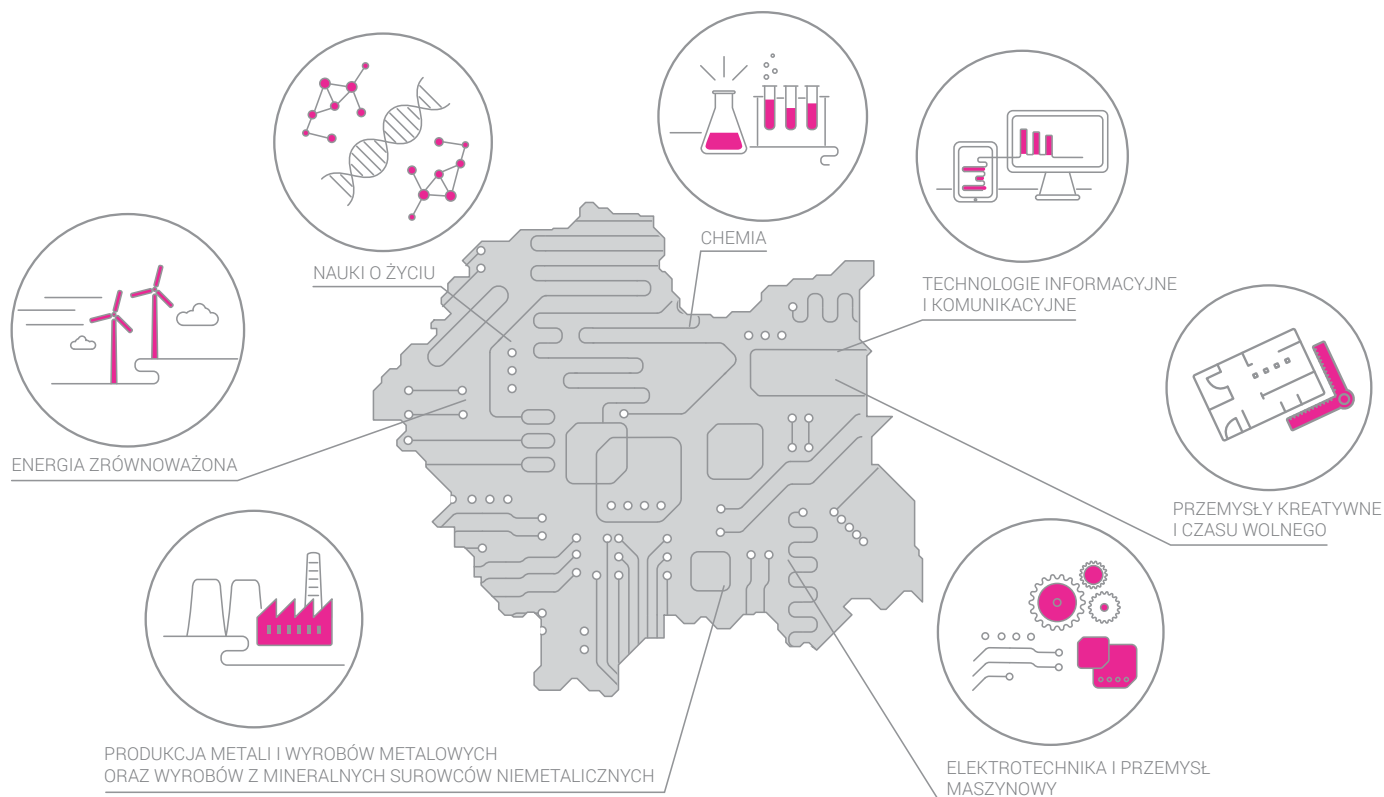 CHEMIA
NAUKI O ŻYCIU
TECHNOLOGIE INFORMACYJNE
I KOMUNIKACYJNE
ENERGIA ZRÓWNOWAŻONA
PRZEMYSŁY KREATYWNE
I CZASU WOLNEGO
PRODUKCJA METALI I WYROBÓW METALOWYCH
ORAZ WYROBÓW Z MINERALNYCH SUROWCÓW NIEMETALICZNYCH
ELEKTROTECHNIKA I PRZEMYSŁ
MASZYNOWY